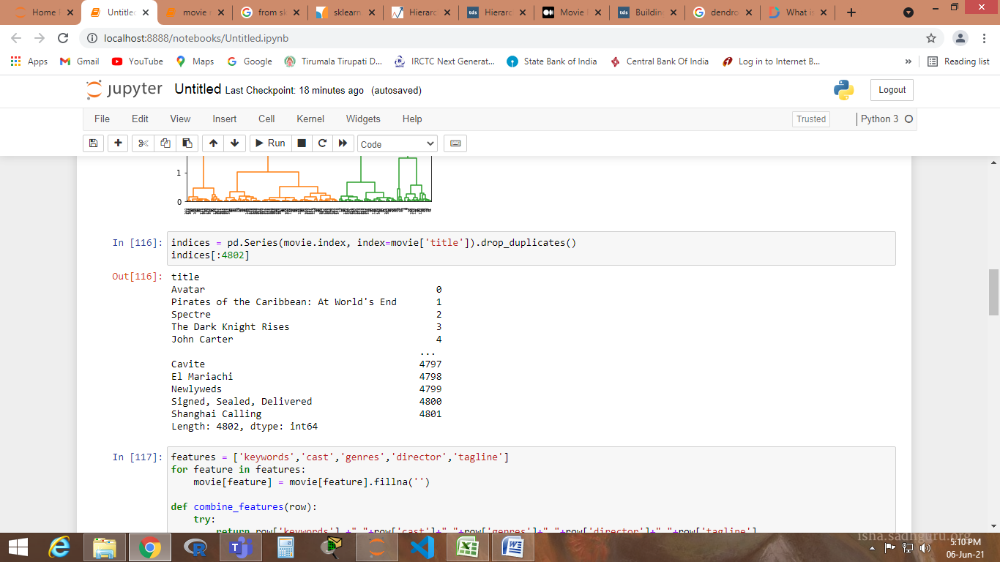 Home
Untitle
movie
from sk
sklearn
Hierarc
Hierarc
Movie
Building
dendro
What is
localhost:8888/notebooks/Untitled.ipynb
Apps Gmail YouTube Maps Google Tirumala Tirupati D... IRCTC Next Generat... State Bank of India Central Bank Of India Log in to Internet B... » Reading list
jupyter Untitled Last Checkpoint: 18 minutes ago (autosaved) Logout
File Edit View Insert Cell Kernel Widgets Help Trusted Python 3
Run Code
1
0
In [116]: indices = pd.Series(movie.index, index=movie['title']).drop_duplicates()
indices[:4802]
Out[116]: title
Avatar 0
Pirates of the Caribbean: At World's End 1
Spectre 2
The Dark Knight Rises 3
John Carter 4
...
Cavite 4797
El Mariachi 4798
Newlyweds 4799
Signed, Sealed, Delivered 4800
Shanghai Calling 4801
Length: 4802, dtype: int64
In [117]: features = ['keywords','cast','genres','director','tagline']
for feature in features:
movie[feature] = movie[feature].fillna('')
def combine_features(row):
try:
return row['keywords'] +" "+row['cast']+" "+row['genres']+" "+row['director']+" "+row['tagline']
isha.sadhguru.org
5:10 PM
06-Jun-21